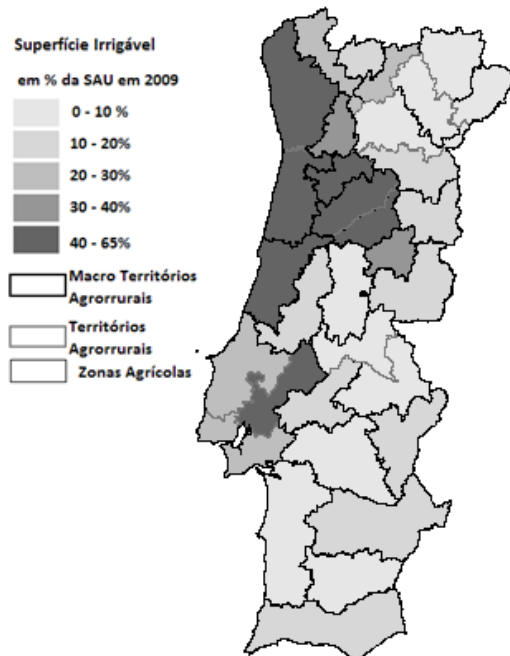 Superfície Irrigável
em % da SAU em 2009
0 - 10 %
10 - 20%
20 - 30%
30 - 40%
40 - 65%
Macro Territórios
Agrorrurais
Territórios
Agrorrurais
Zonas Agrícolas